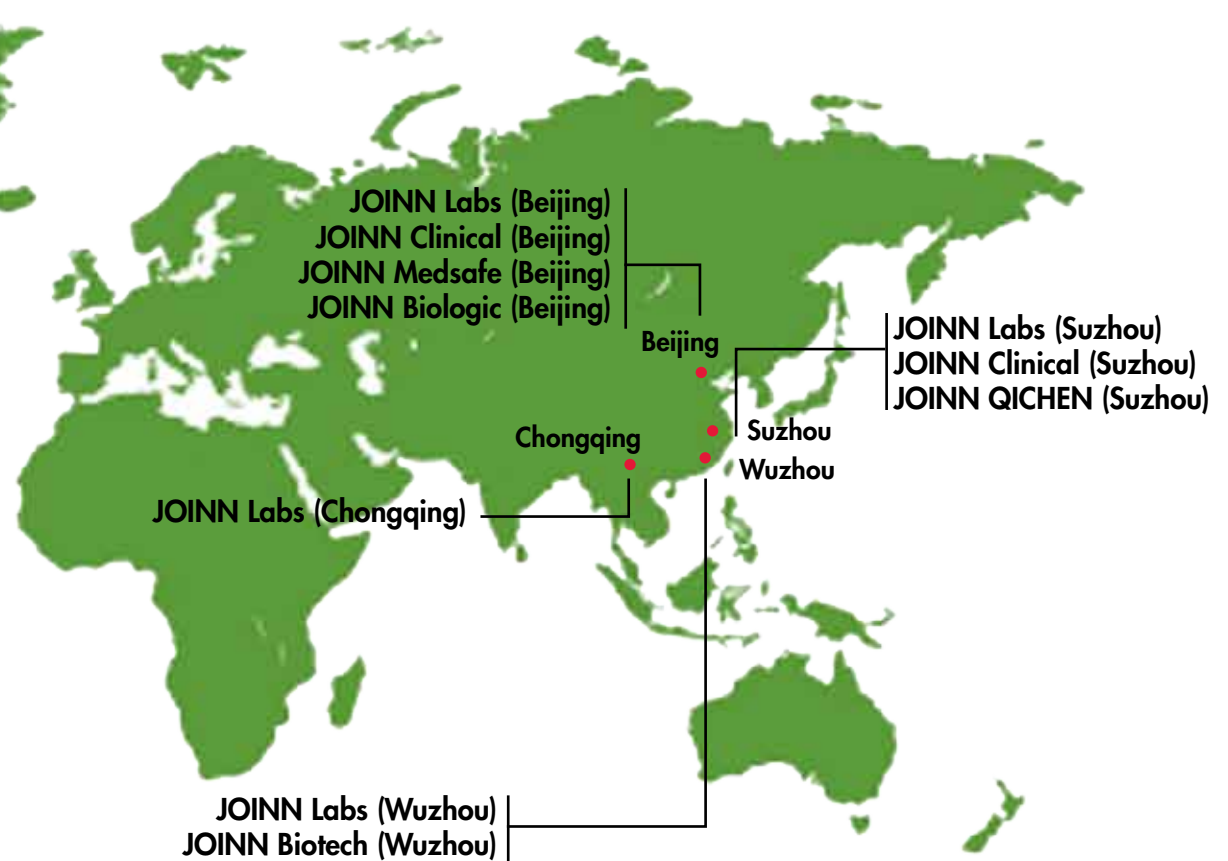 JOINN Labs (Beijing)
JOINN Clinical (Beijing)
JOINN Medsafe (Beijing)
JOINN Biologic (Beijing)
Beijing
JOINN Labs (Suzhou)
JOINN Clinical (Suzhou)
JOINN QICHEN (Suzhou)
Chongqing
Suzhou
Wuzhou
JOINN Labs (Chongqing)
JOINN Labs (Wuzhou)
JOINN Biotech (Wuzhou)